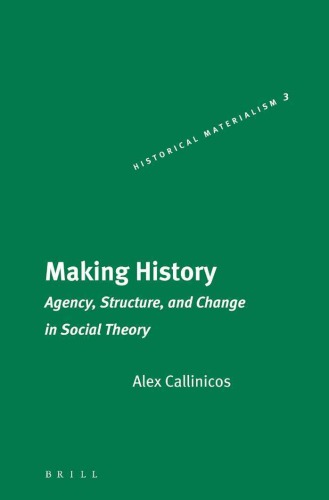 HISTORICAL MATERIALISM 3
Making History
Agency, Structure, and Change
in Social Theory
Alex Callinicos
BRILL